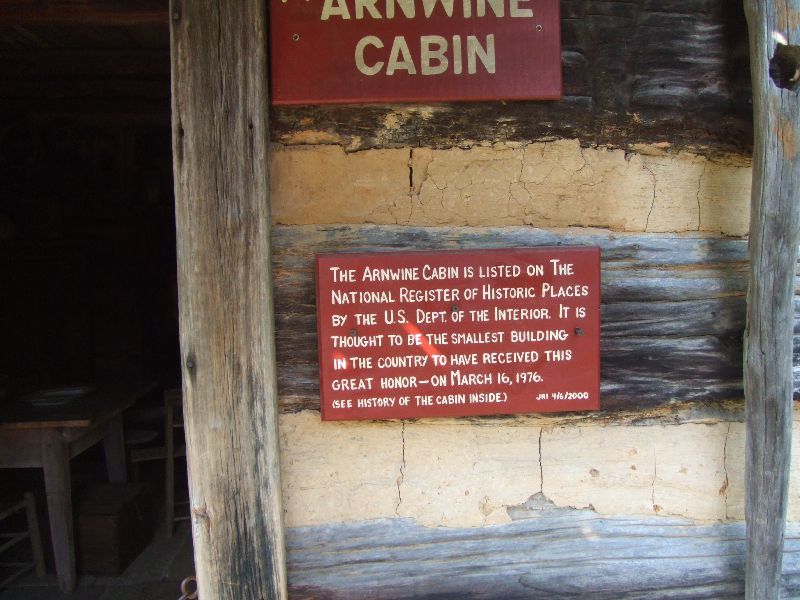 ARNWINE
CABIN
THE ARNWINE CABIN IS LISTED ON THE
NATIONAL REGISTER OF HISTORIC PLACES
BY THE U.S. DEPT. OF THE INTERIOR. IT IS
THOUGHT TO BE THE SMALLEST BUILDING
IN THE COUNTRY TO HAVE RECEIVED THIS
GREAT HONOR—ON MARCH 16, 1976.
(SEE HISTORY OF THE CABIN INSIDE.) JRI 4/6/2000